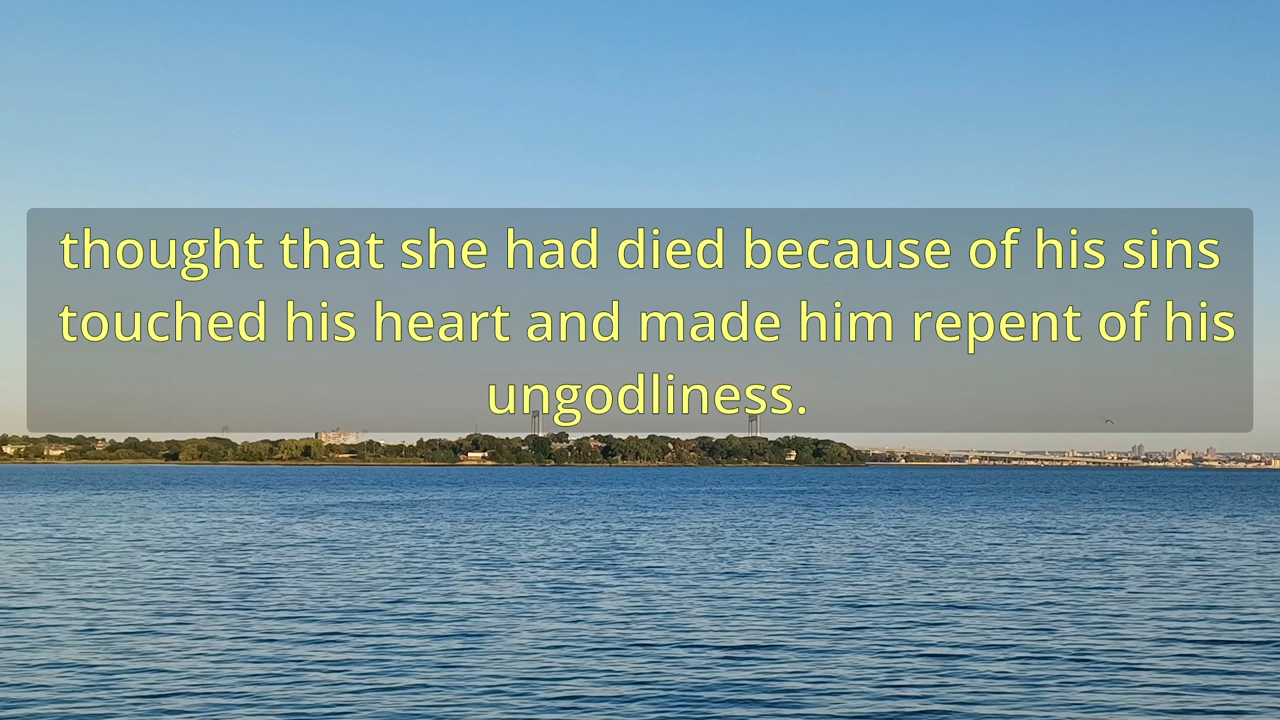 thought that she had died because of his sins
touched his heart and made him repent of his
ungodliness.